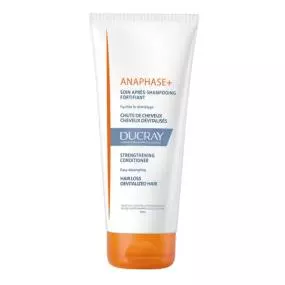 ANAPHASE+
SOIN APRÈS-SHAMPOOING
FORTIFIANT
Facilite le démêlage
CHUTE DE CHEVEUX
CHEVEUX DÉVITALISÉS
DUCRAY
STRENGTHENING
CONDITIONER
Easy detangling
HAIR LOSS
DEVITALIZED HAIR